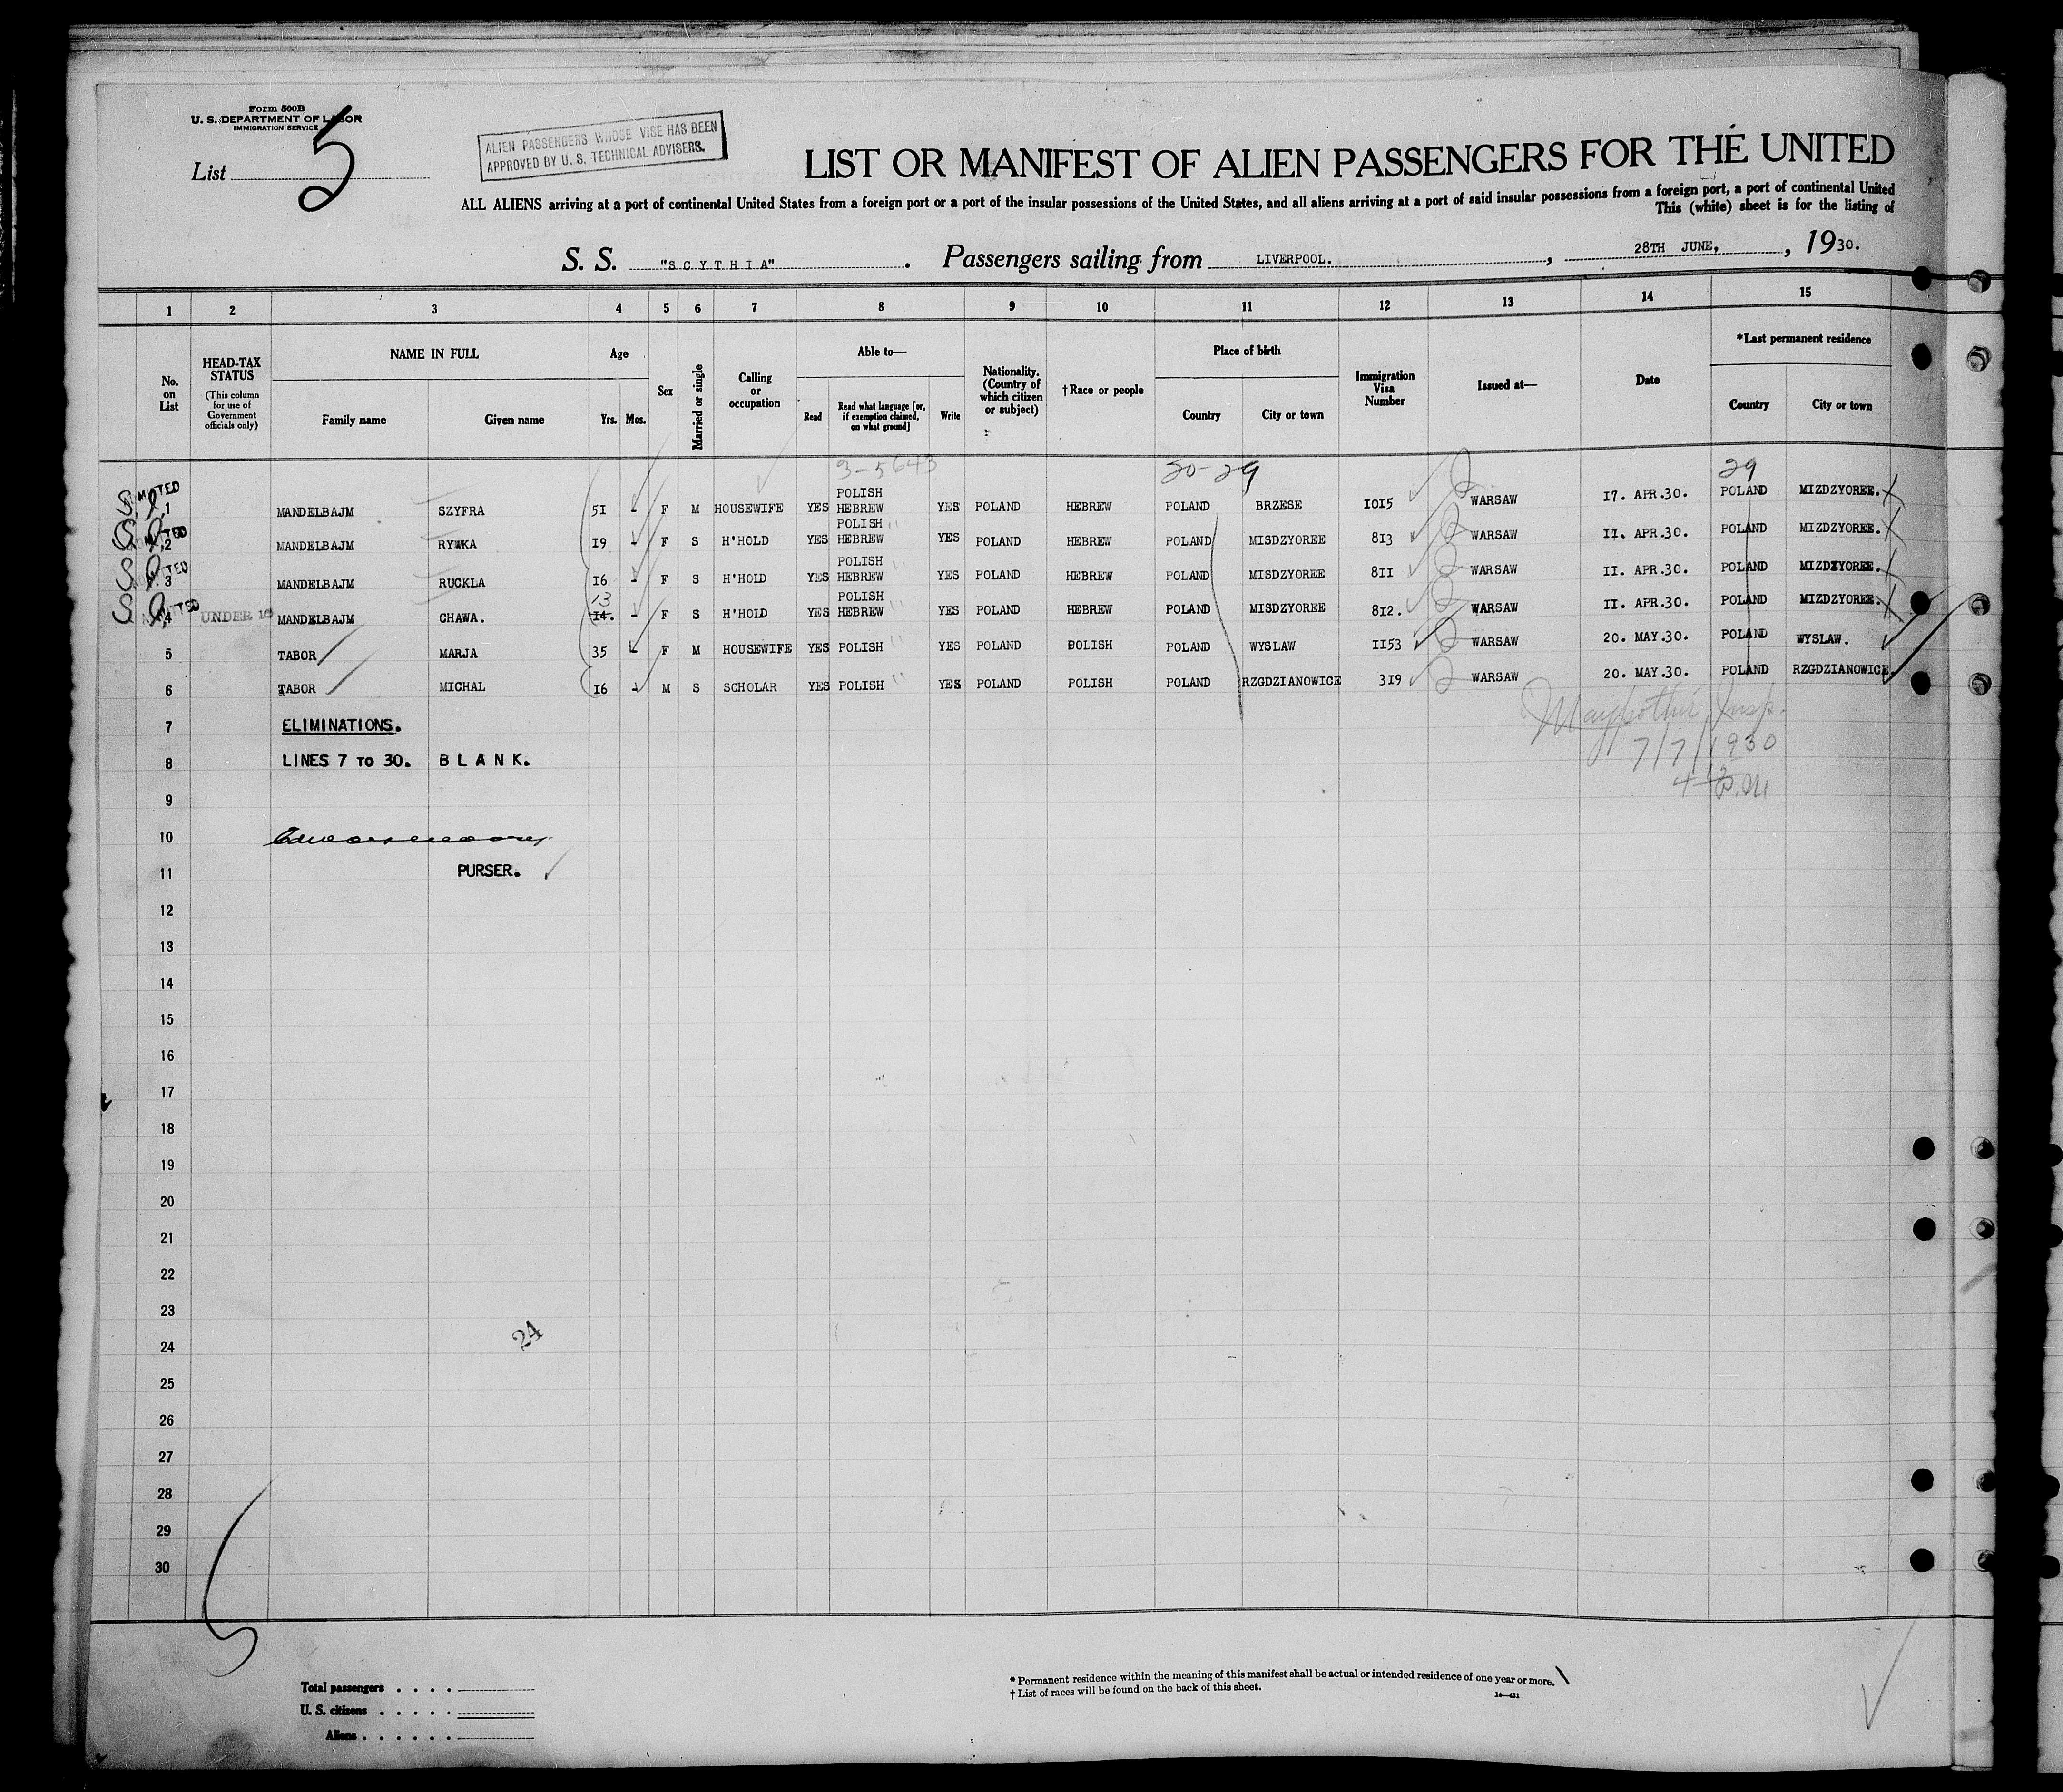 Form 500B
U. S. DEPARTMENT OF LABOR
IMMIGRATION SERVICE
List 5
ALIEN PASSENGERS WHOSE VISE HAS BEEN
APPROVED BY U. S. TECHNICAL ADVISERS.
LIST OR MANIFEST OF ALIEN PASSENGERS FOR THE UNITED
ALL ALIENS arriving at a port of continental United States from a foreign port or a port of the insular possessions of the United States, and all aliens arriving at a port of said insular possessions from a foreign port, a port of continental United
This (white) sheet is for the listing of
S. S. "SCYTHIA". Passengers sailing from LIVERPOOL., 28TH JUNE, , 1930.
1 2 3 4 5 6 7 8 9 10 11 12 13 14 15
No. on List
HEAD-TAX STATUS
(This column for use of Government officials only)
NAME IN FULL
Family name Given name
Age
Yrs. Mos.
Sex
Married or single
Calling or occupation
Able to—
Read
Read what language [or, if exemption claimed, on what ground]
Write
Nationality. (Country of which citizen or subject)
†Race or people
Place of birth
Country City or town
Immigration Visa Number
Issued at—
Date
*Last permanent residence
Country City or town
3-5643 20-29 29
1 MANDELBAJM SZYFRA 51 - F M HOUSEWIFE YES POLISH HEBREW YES POLAND HEBREW POLAND BRZESE 1015 WARSAW 17. APR.30. POLAND MIZDZYOREE.
2 MANDELBAJM RYWKA 19 - F S H'HOLD YES POLISH HEBREW YES POLAND HEBREW POLAND MISDZYOREE 813 WARSAW 11. APR.30. POLAND MIZDZYOREE.
3 MANDELBAJM RUCKLA 16 - F S H'HOLD YES POLISH HEBREW YES POLAND HEBREW POLAND MISDZYOREE 811 WARSAW 11. APR.30. POLAND MIZDZYOREE.
13
4 UNDER 16 MANDELBAJM CHAWA. 14. - F S H'HOLD YES POLISH HEBREW YES POLAND HEBREW POLAND MISDZYOREE 812. WARSAW 11. APR.30. POLAND MIZDZYOREE.
5 TABOR MARJA 35 - F M HOUSEWIFE YES POLISH YES POLAND BOLISH POLAND WYSLAW 1153 WARSAW 20. MAY.30. POLAND WYSLAW.
6 TABOR MICHAL 16 - M S SCHOLAR YES POLISH YES POLAND POLISH POLAND RZGDZIANOWICE 319 WARSAW 20. MAY.30. POLAND RZGDZIANOWICE.
7 ELIMINATIONS.
Insp.
7/7/1930
8 LINES 7 TO 30. BLANK.
9
10
11 PURSER.
12
13
14
15
16
17
18
19
20
21
22
23
24
24
25
26
27
28
29
30
Total passengers . . . .
U. S. citizens . . . . .
Aliens . . . . . .
* Permanent residence within the meaning of this manifest shall be actual or intended residence of one year or more.
† List of races will be found on the back of this sheet.